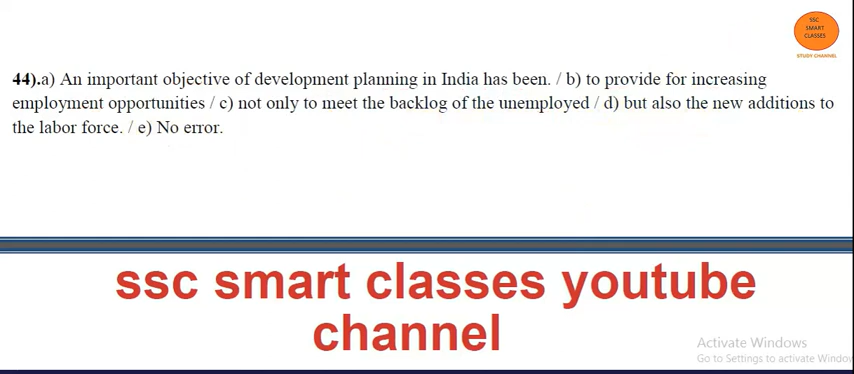 SSC
SMART
CLASSES
STUDY CHANNEL
44).a) An important objective of development planning in India has been. / b) to provide for increasing
employment opportunities / c) not only to meet the backlog of the unemployed / d) but also the new additions to
the labor force. / e) No error.
ssc smart classes youtube
channel
Activate Windows
Go to Settings to activate Window